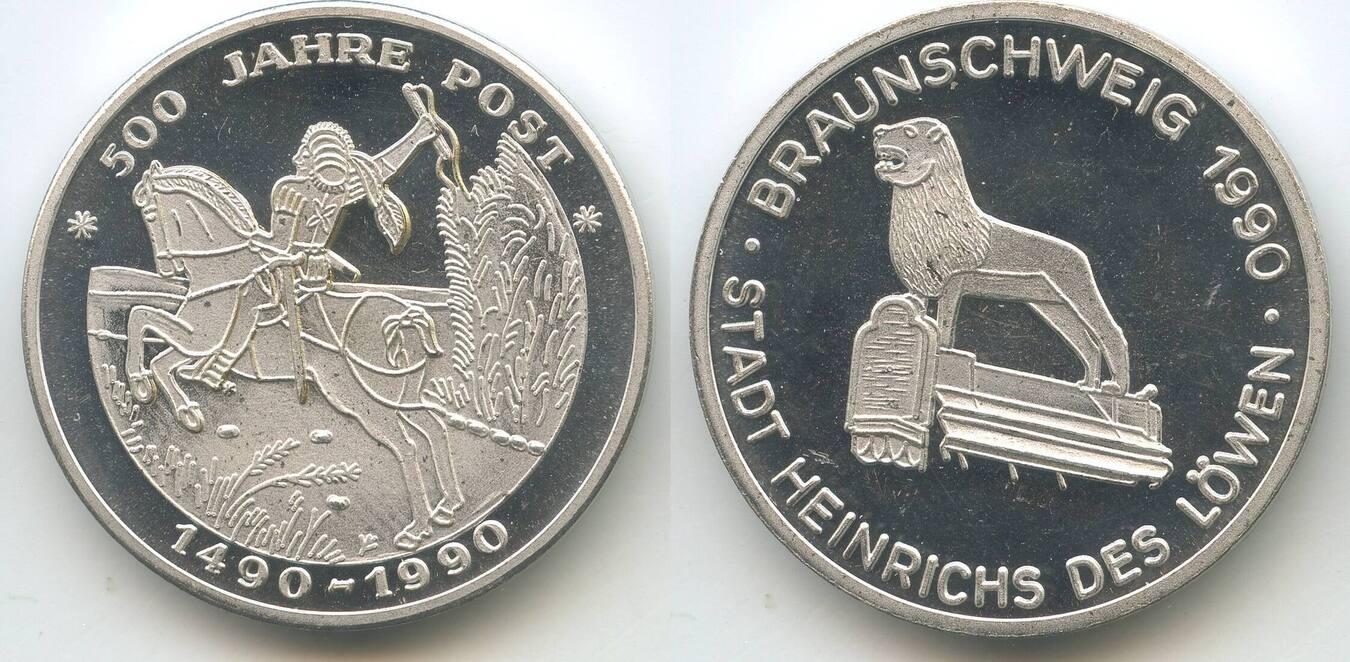 500 JAHRE POST
1490-1990
BRAUNSCHWEIG 1990
STADT HEINRICHS DES LÖWEN